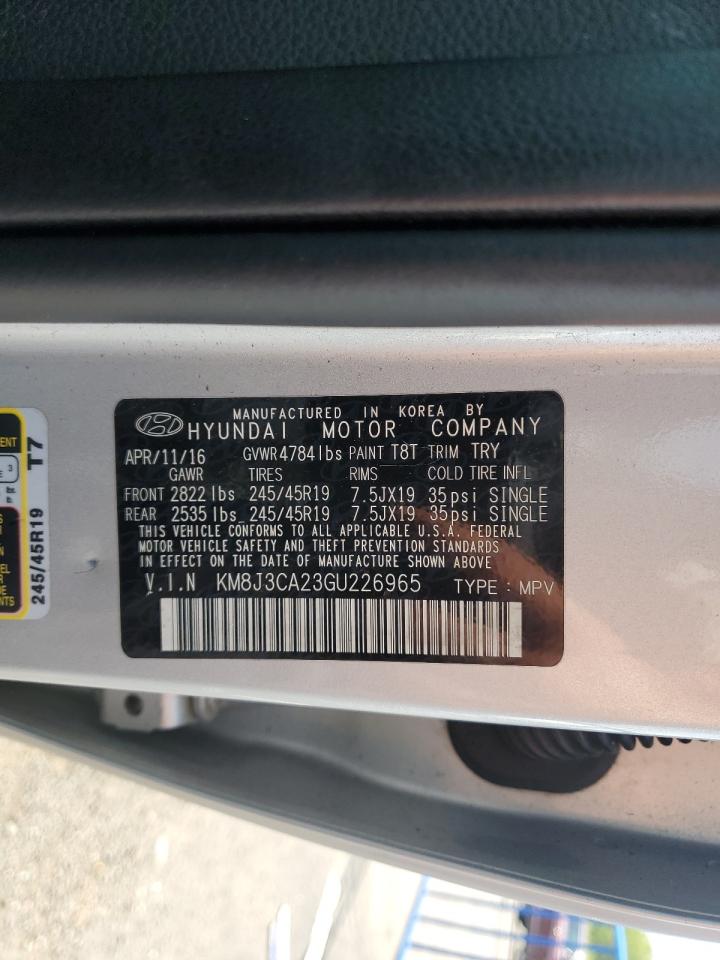 MANUFACTURED IN KOREA BY
HYUNDAI MOTOR COMPANY
APR/11/16 GVWR 4784 lbs PAINT T8T TRIM TRY
GAWR TIRES RIMS COLD TIRE INFL
FRONT 2822 lbs 245/45R19 7.5JX19 35psi SINGLE
REAR 2535 lbs 245/45R19 7.5JX19 35psi SINGLE
THIS VEHICLE CONFORMS TO ALL APPLICABLE U.S.A. FEDERAL
MOTOR VEHICLE SAFETY AND THEFT PREVENTION STANDARDS
IN EFFECT ON THE DATE OF MANUFACTURE SHOWN ABOVE
V.I.N KM8J3CA23GU226965 TYPE : MPV
245/45R19 T7
3